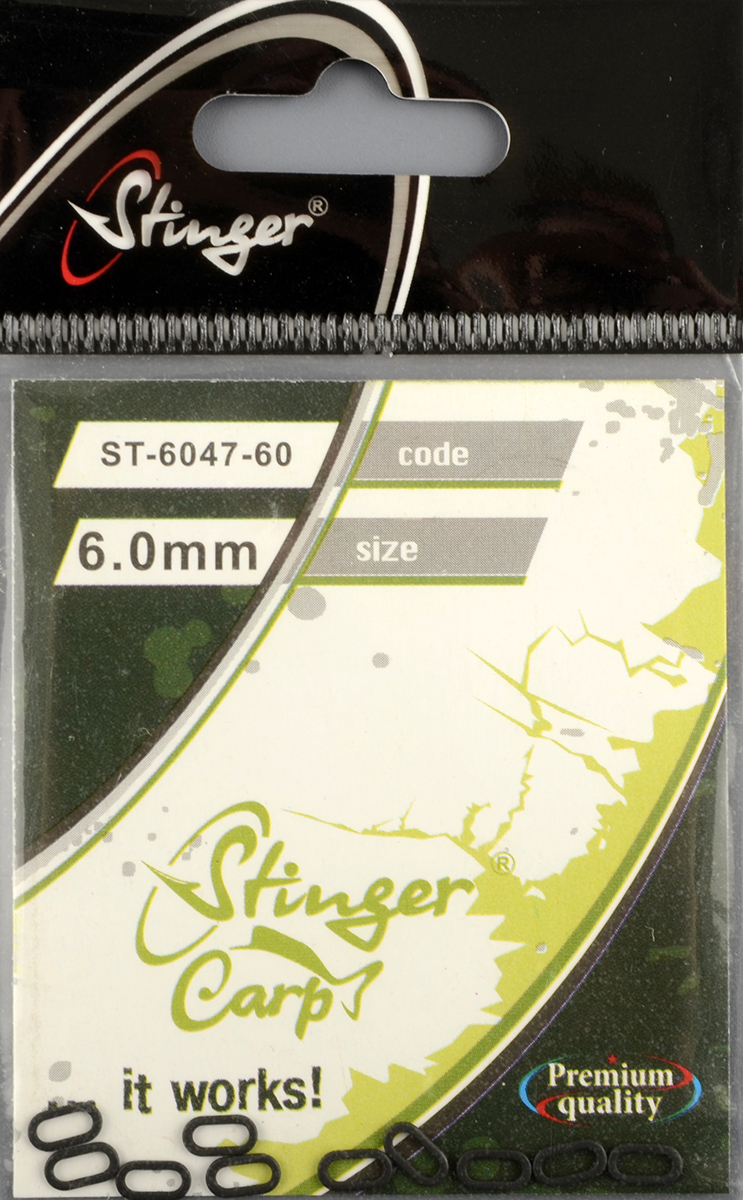 Stinger®
ST-6047-60 code
6.0mm size
Stinger®
Carp
it works!
Premium
quality